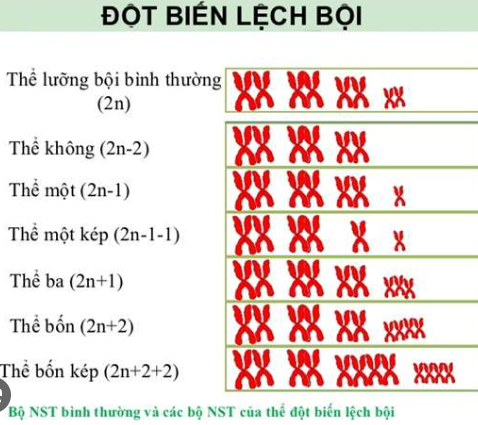 ĐỘT BIẾN LỆCH BỘI
Thể lưỡng bội bình thường
(2n)
Thể không (2n-2)
Thể một (2n-1)
Thể một kép (2n-1-1)
Thể ba (2n+1)
Thể bốn (2n+2)
Thể bốn kép (2n+2+2)
Bộ NST bình thường và các bộ NST của thể đột biến lệch bội